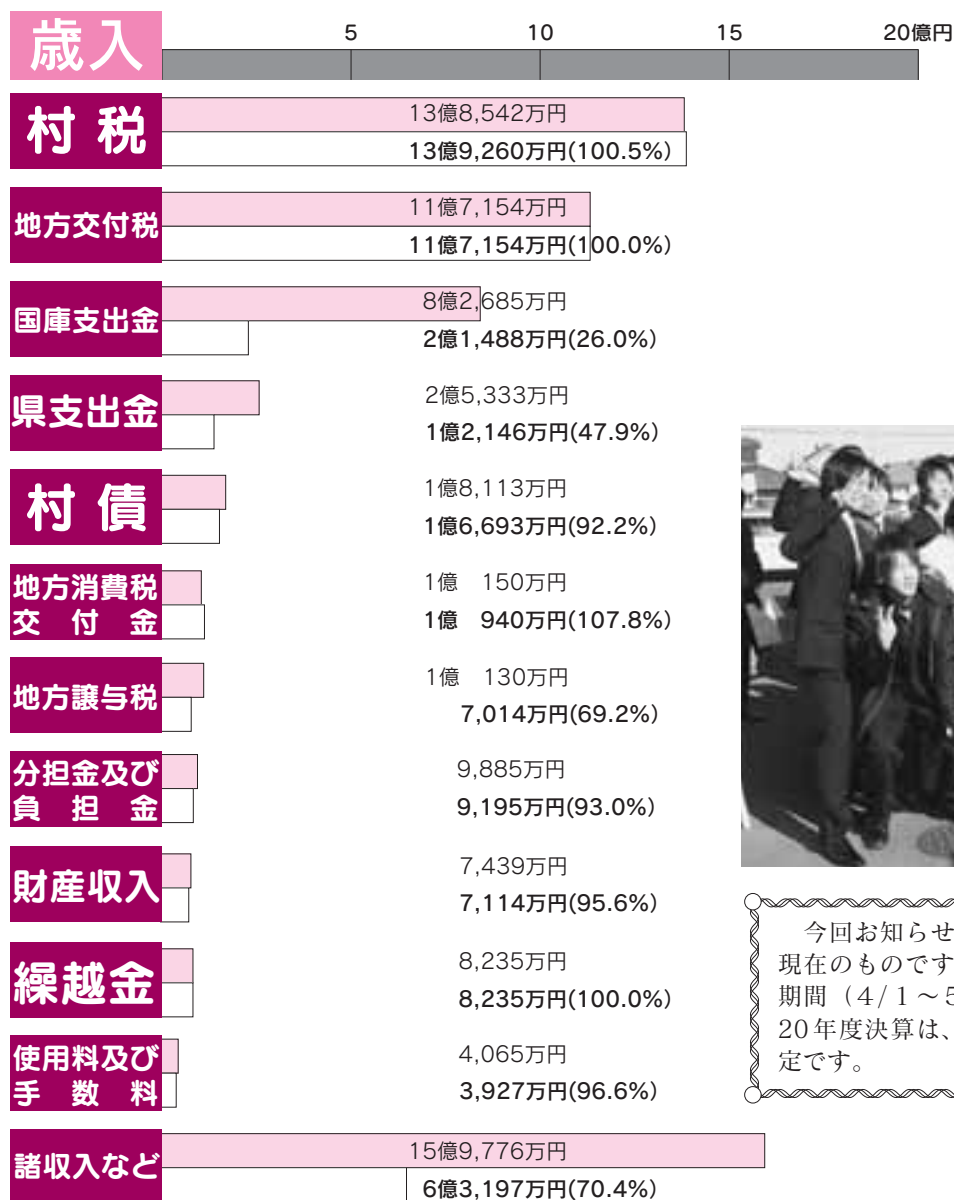 歳入
5 10 15 20億円
村税
13億8,542万円
13億9,260万円(100.5%)
地方交付税
11億7,154万円
11億7,154万円(100.0%)
国庫支出金
8億2,685万円
2億1,488万円(26.0%)
県支出金
2億5,333万円
1億2,146万円(47.9%)
村債
1億8,113万円
1億6,693万円(92.2%)
地方消費税
交付金
1億 150万円
1億 940万円(107.8%)
地方譲与税
1億 130万円
7,014万円(69.2%)
分担金及び
負担金
9,885万円
9,195万円(93.0%)
財産収入
7,439万円
7,114万円(95.6%)
繰越金
8,235万円
8,235万円(100.0%)
使用料及び
手数料
4,065万円
3,927万円(96.6%)
諸収入など
15億9,776万円
6億3,197万円(70.4%)
今回お知らせ
現在のものです
期間（4/1～5
20年度決算は、
定です。